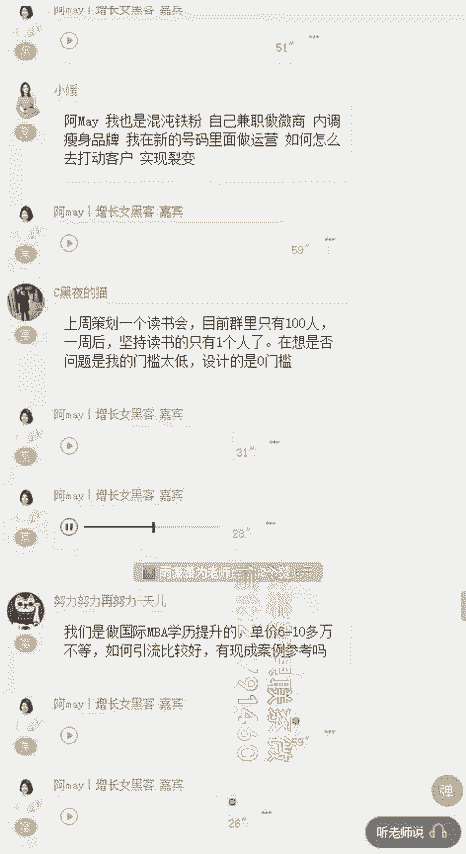 阿May丨增长女黑客 嘉宾
51"
小媛
阿May 我也是混沌铁粉 自己兼职做微商 内调
瘦身品牌 我在新的号码里面做运营 如何怎么
去打动客户 实现裂变
阿May丨增长女黑客 嘉宾
59"
C黑夜的猫
上周策划一个读书会，目前群里只有100人，
一周后，坚持读书的只有1个人了。在想是否
问题是我的门槛太低，设计的是0门槛
阿May丨增长女黑客 嘉宾
31"
阿May丨增长女黑客 嘉宾
28"
努力努力再努力一天儿
我们是做国际MBA学历提升的，单价6-10多万
不等，如何引流比较好，有现成案例参考吗
阿May丨增长女黑客 嘉宾
59"
阿May丨增长女黑客 嘉宾
26"
弹
听老师说